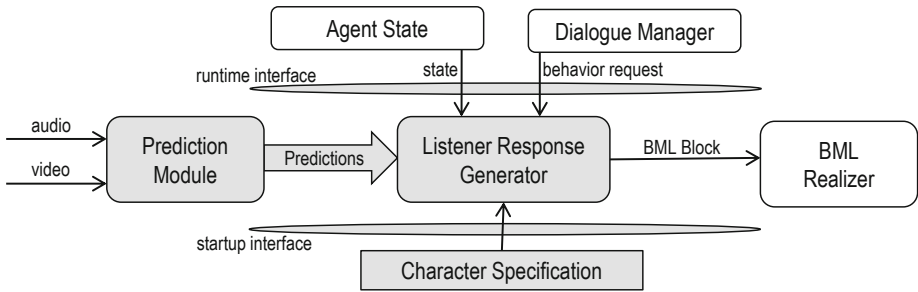 Agent State
Dialogue Manager
state
behavior request
runtime interface
audio
video
Prediction
Module
Predictions
Listener Response
Generator
BML Block
BML
Realizer
startup interface
Character Specification